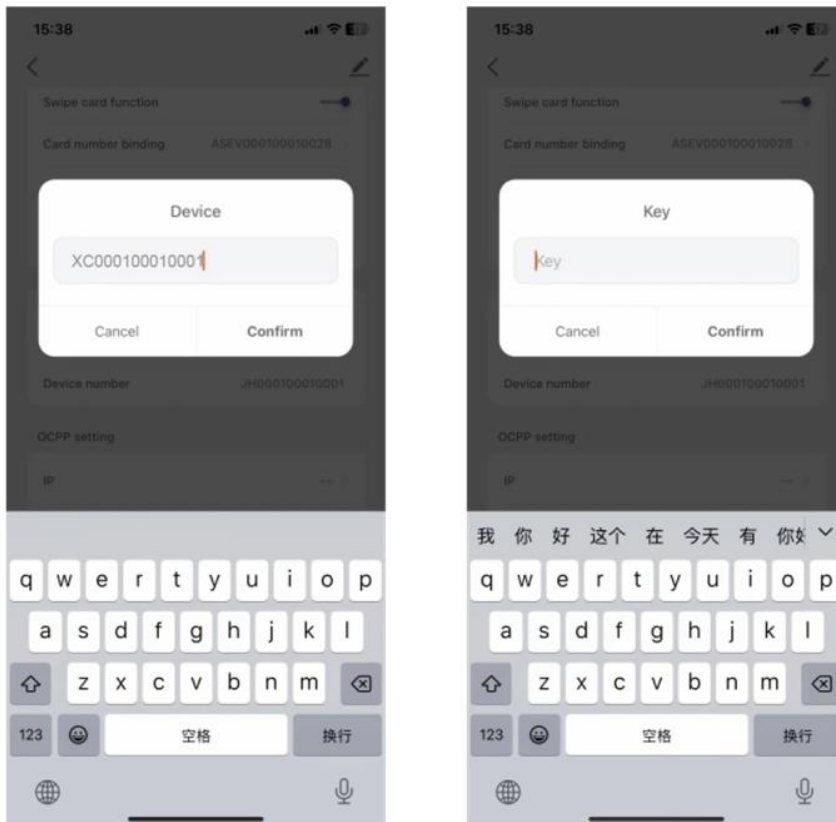 15:38
Swipe card function
Card number binding ASEV000100010028
Device
XC000100010001
Cancel Confirm
Device number JH000100010001
OCPP setting
IP --
q w e r t y u i o p
a s d f g h j k l
z x c v b n m
123 空格 换行
15:38
Swipe card function
Card number binding ASEV000100010028
Key
Key
Cancel Confirm
Device number JH000100010001
OCPP setting
IP --
我 你 好 这个 在 今天 有 你好
q w e r t y u i o p
a s d f g h j k l
z x c v b n m
123 空格 换行